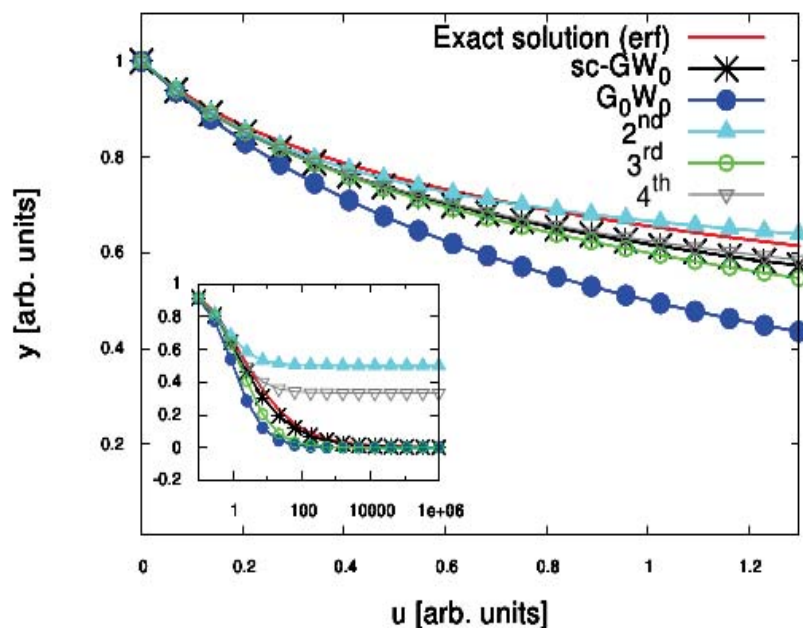 Exact solution (erf)
sc-GW₀
G₀W₀
2ⁿᵈ
3ʳᵈ
4ᵗʰ
y [arb. units]
1
0.8
0.6
0.4
0.2
1
0.8
0.6
0.4
0.2
0
-0.2
1 100 10000 1e+06
0 0.2 0.4 0.6 0.8 1 1.2
u [arb. units]